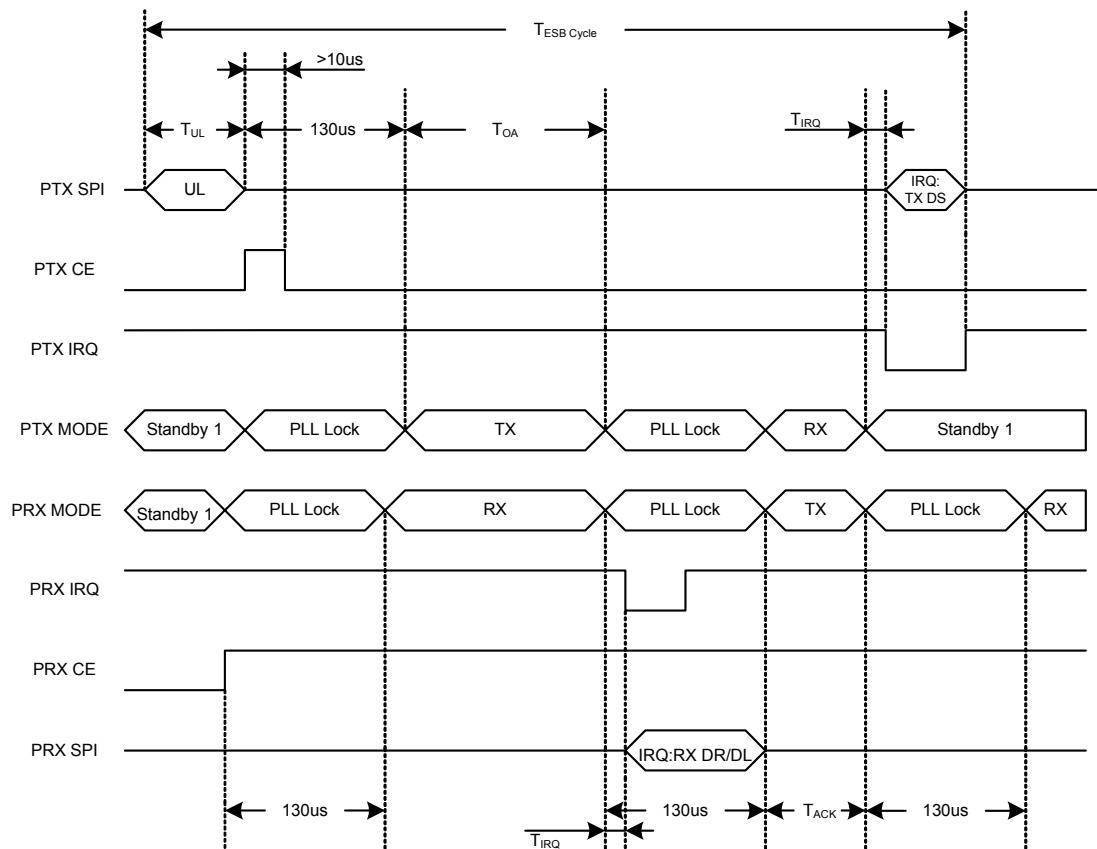 TESB Cycle
>10us
TUL
130us
TOA
TIRQ
PTX SPI
UL
IRQ:
TX DS
PTX CE
PTX IRQ
PTX MODE
Standby 1
PLL Lock
TX
PLL Lock
RX
Standby 1
PRX MODE
Standby 1
PLL Lock
RX
PLL Lock
TX
PLL Lock
RX
PRX IRQ
PRX CE
PRX SPI
IRQ:RX DR/DL
130us
130us
TACK
130us
TIRQ